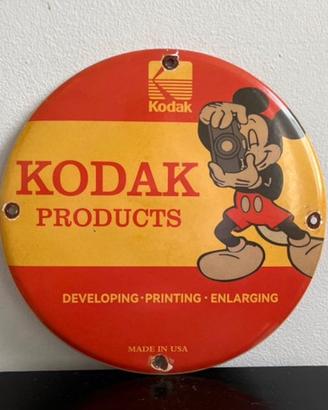 Kodak
KODAK
PRODUCTS
DEVELOPING·PRINTING·ENLARGING
MADE IN USA